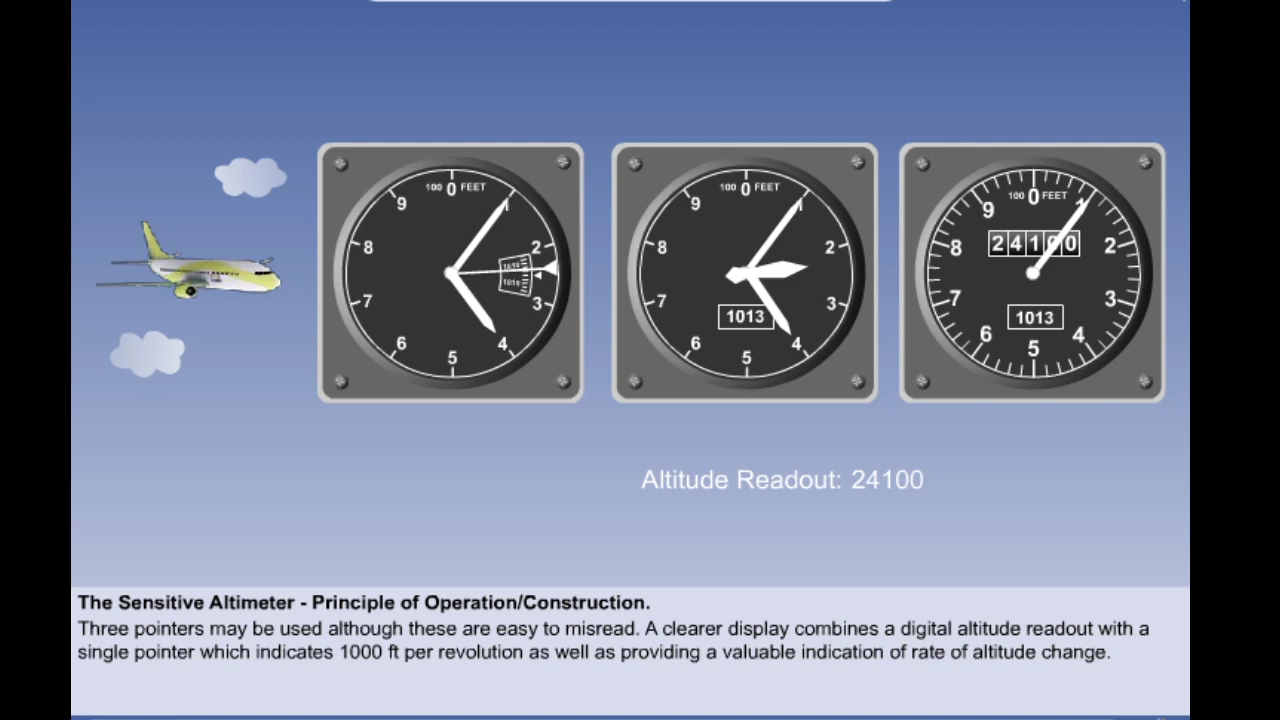 100 0 FEET
9 1
8 2
1012
1015
7 3
6 4
5
100 0 FEET
9 1
8 2
7 3
1013
6 4
5
100 0 FEET
9 1
8 24100 2
7 3
1013
6 4
5
Altitude Readout: 24100
The Sensitive Altimeter - Principle of Operation/Construction.
Three pointers may be used although these are easy to misread. A clearer display combines a digital altitude readout with a
single pointer which indicates 1000 ft per revolution as well as providing a valuable indication of rate of altitude change.